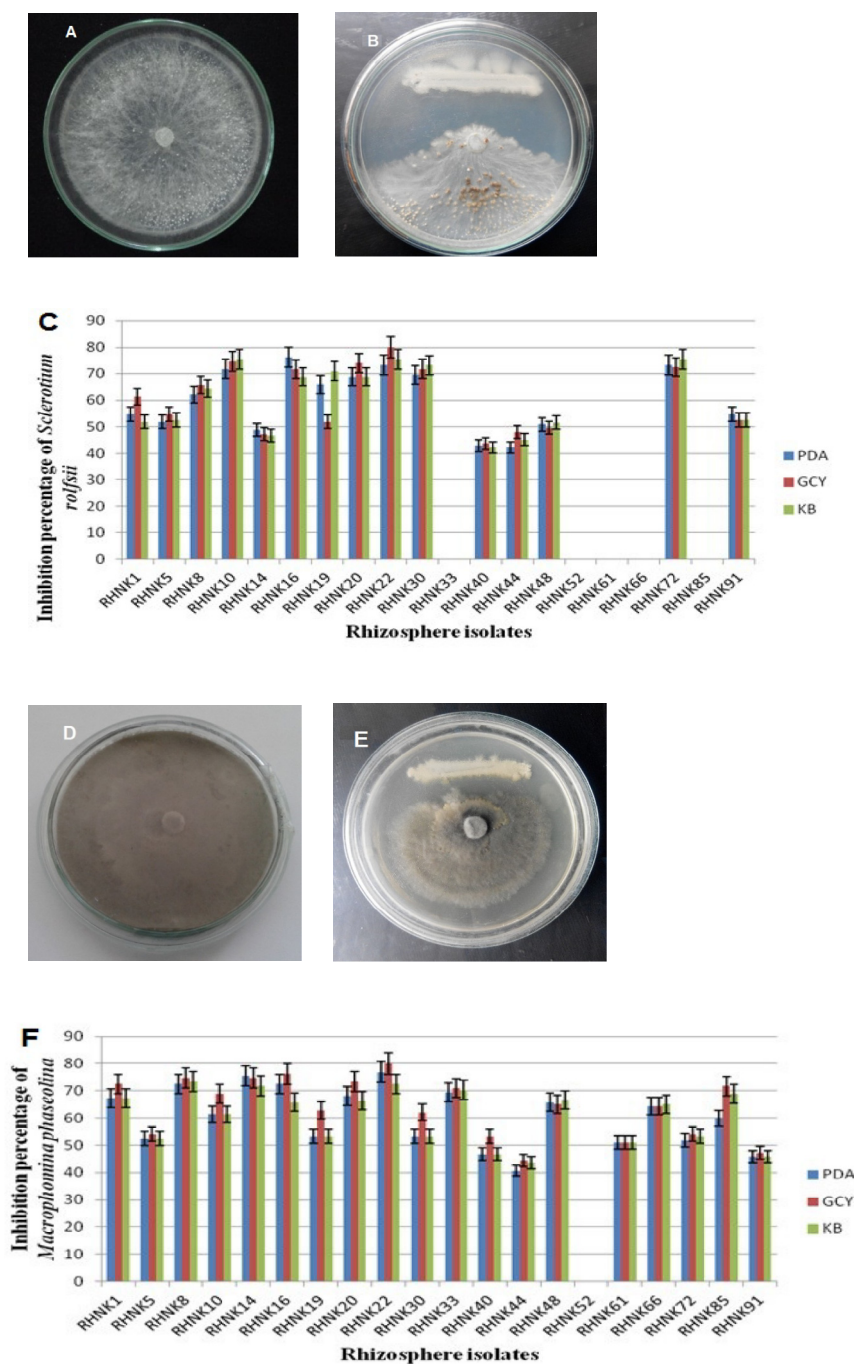 A
B
C
Inhibition percentage of Sclerotium
rolfsii
90
80
70
60
50
40
30
20
10
0
RHNK1 RHNK5 RHNK8 RHNK10 RHNK14 RHNK16 RHNK19 RHNK20 RHNK22 RHNK30 RHNK33 RHNK40 RHNK44 RHNK48 RHNK52 RHNK61 RHNK66 RHNK72 RHNK85 RHNK91
Rhizosphere isolates
PDA
GCY
KB
D
E
F
Inhibition percentage of
Macrophomina phaseolina
90
80
70
60
50
40
30
20
10
0
RHNK1 RHNK5 RHNK8 RHNK10 RHNK14 RHNK16 RHNK19 RHNK20 RHNK22 RHNK30 RHNK33 RHNK40 RHNK44 RHNK48 RHNK52 RHNK61 RHNK66 RHNK72 RHNK85 RHNK91
Rhizosphere isolates
PDA
GCY
KB